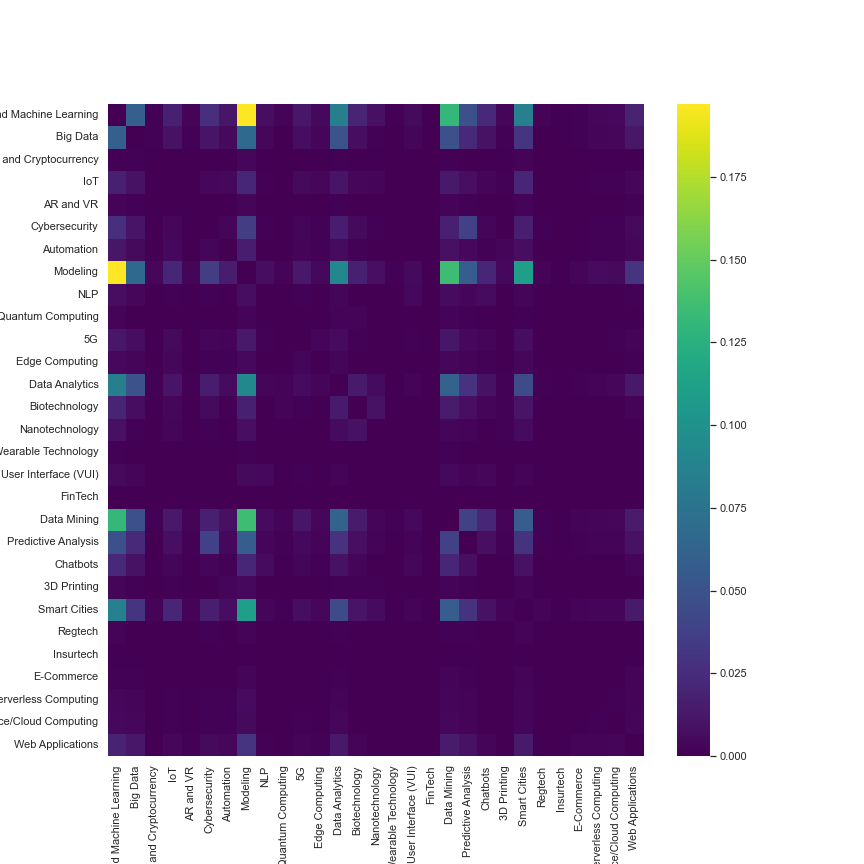 nd Machine Learning
Big Data
and Cryptocurrency
IoT
AR and VR
Cybersecurity
Automation
Modeling
NLP
Quantum Computing
5G
Edge Computing
Data Analytics
Biotechnology
Nanotechnology
Wearable Technology
User Interface (VUI)
FinTech
Data Mining
Predictive Analysis
Chatbots
3D Printing
Smart Cities
Regtech
Insurtech
E-Commerce
erverless Computing
ce/Cloud Computing
Web Applications
d Machine Learning
Big Data
and Cryptocurrency
IoT
AR and VR
Cybersecurity
Automation
Modeling
NLP
Quantum Computing
5G
Edge Computing
Data Analytics
Biotechnology
Nanotechnology
Wearable Technology
User Interface (VUI)
FinTech
Data Mining
Predictive Analysis
Chatbots
3D Printing
Smart Cities
Regtech
Insurtech
E-Commerce
erverless Computing
ce/Cloud Computing
Web Applications
0.175
0.150
0.125
0.100
0.075
0.050
0.025
0.000